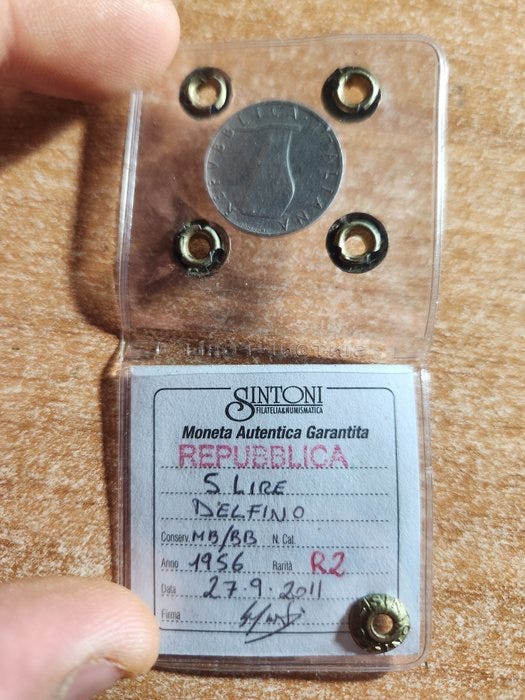 REPVBBLICA ITALIANA
SINTONI
FILATELIA&NUMISMATICA
Moneta Autentica Garantita
REPUBBLICA
5 LIRE
DELFINO
Conserv. MB/BB N. Cat.
Anno 1956 Rarità R2
Data 27.9.2011
Firma